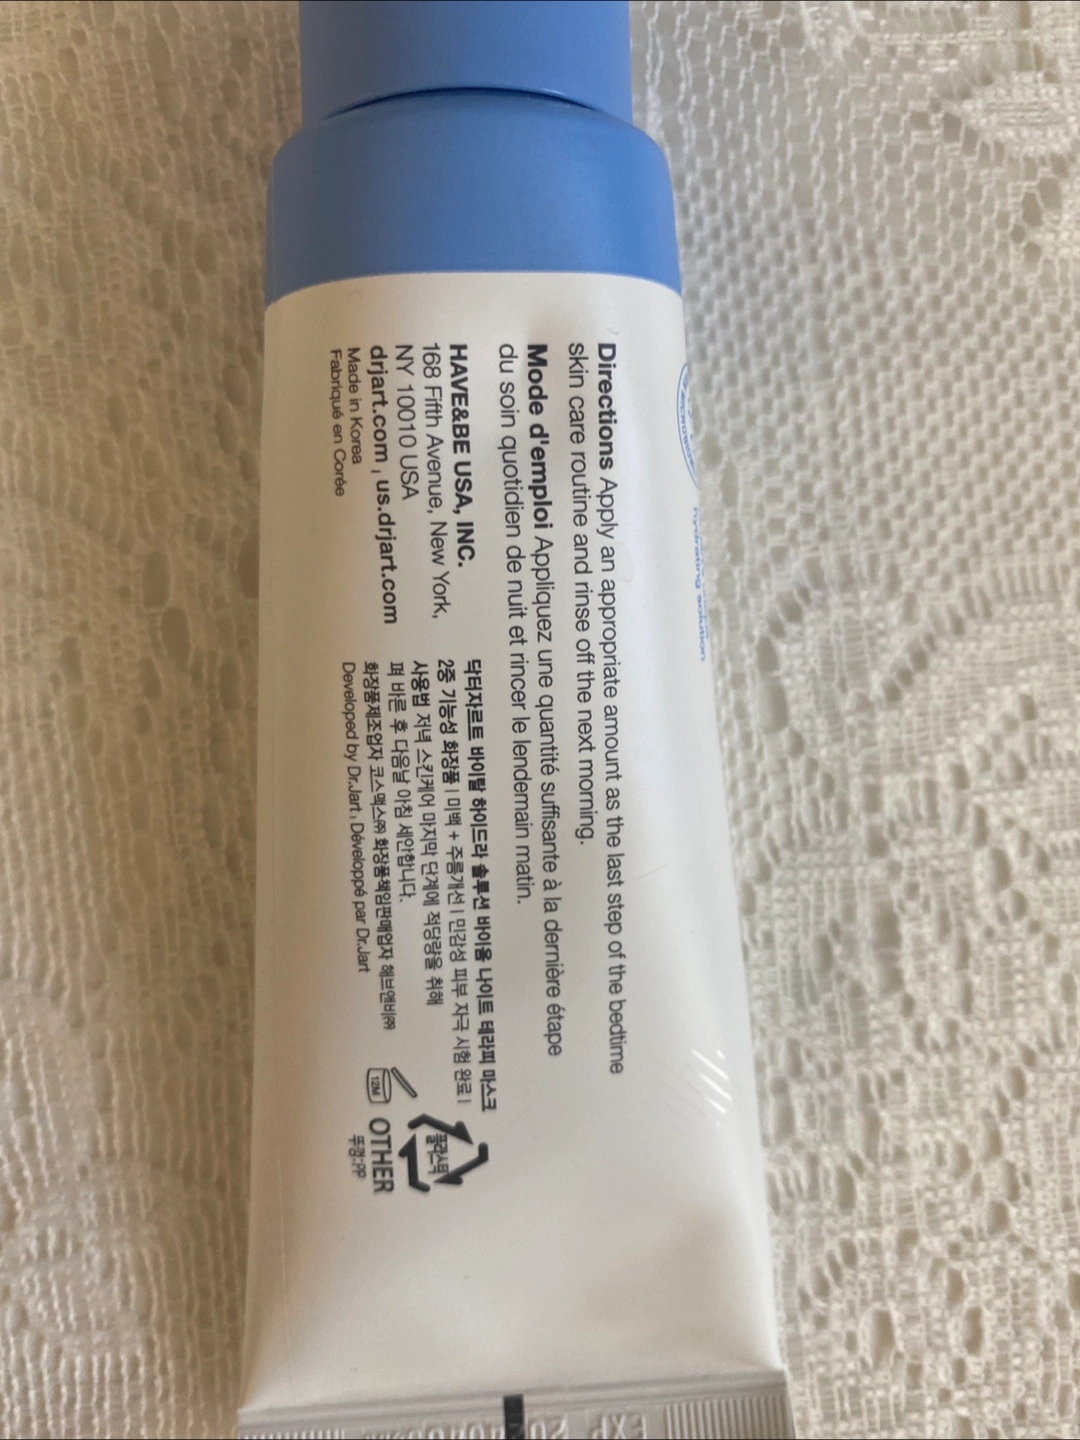 hydrating solution
Directions Apply an appropriate amount as the last step of the bedtime
skin care routine and rinse off the next morning.
Mode d'emploi Appliquez une quantité suffisante à la dernière étape
du soin quotidien de nuit et rincer le lendemain matin.
HAVE&BE USA, INC.
168 Fifth Avenue, New York,
NY 10010 USA
drjart.com , us.drjart.com
Made in Korea
Fabriqué en Corée
닥터자르트 바이탈 하이드라 솔루션 바이옴 나이트 테라피 마스크
2중 기능성 화장품 | 미백 + 주름개선 | 민감성 피부 자극 시험 완료 |
사용법 저녁 스킨케어 마지막 단계에 적당량을 취해
펴 바른 후 다음날 아침 세안합니다.
화장품제조업자 코스맥스㈜ 화장품책임판매업자 해브앤비㈜
Developed by Dr.Jart , Développé par Dr.Jart
12M
플라스틱
OTHER
뚜껑:PP
EXP